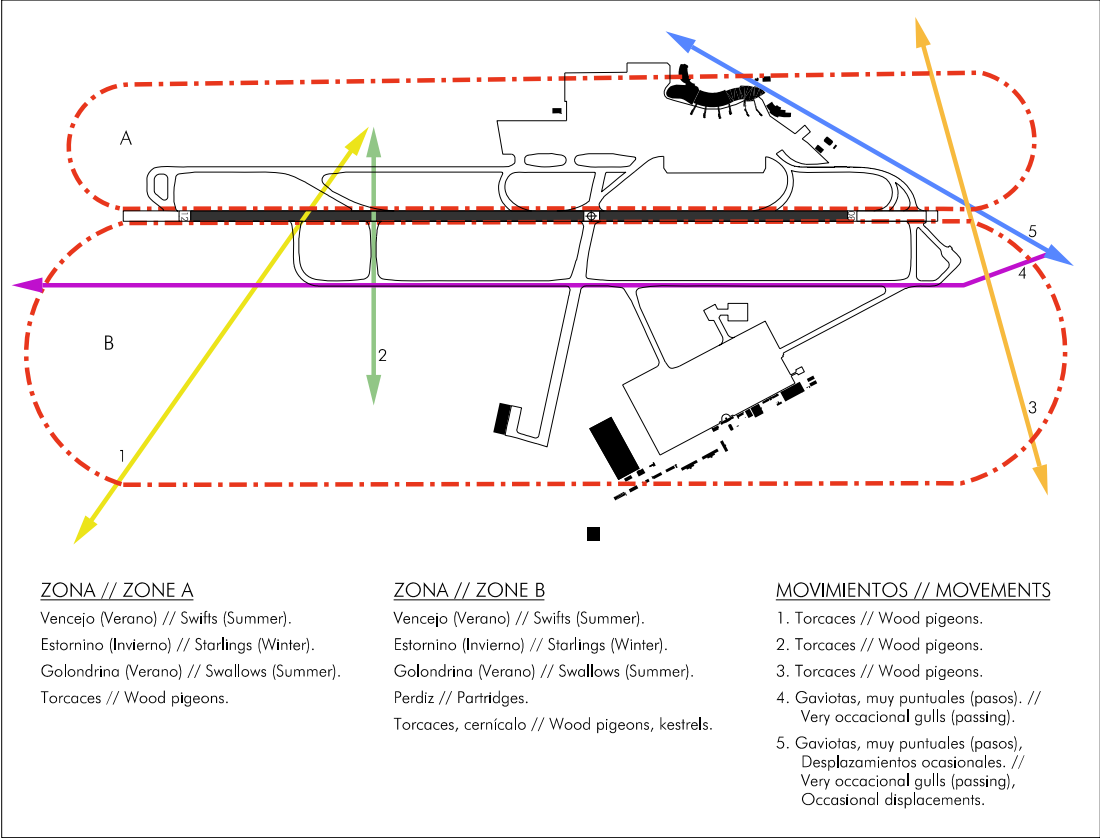 A
12
30
5
4
B
2
3
1
ZONA // ZONE A
Vencejo (Verano) // Swifts (Summer).
Estornino (Invierno) // Starlings (Winter).
Golondrina (Verano) // Swallows (Summer).
Torcaces // Wood pigeons.
ZONA // ZONE B
Vencejo (Verano) // Swifts (Summer).
Estornino (Invierno) // Starlings (Winter).
Golondrina (Verano) // Swallows (Summer).
Perdiz // Partridges.
Torcaces, cernícalo // Wood pigeons, kestrels.
MOVIMIENTOS // MOVEMENTS
1. Torcaces // Wood pigeons.
2. Torcaces // Wood pigeons.
3. Torcaces // Wood pigeons.
4. Gaviotas, muy puntuales (pasos). //
Very occacional gulls (passing).
5. Gaviotas, muy puntuales (pasos),
Desplazamientos ocasionales. //
Very occacional gulls (passing),
Occasional displacements.